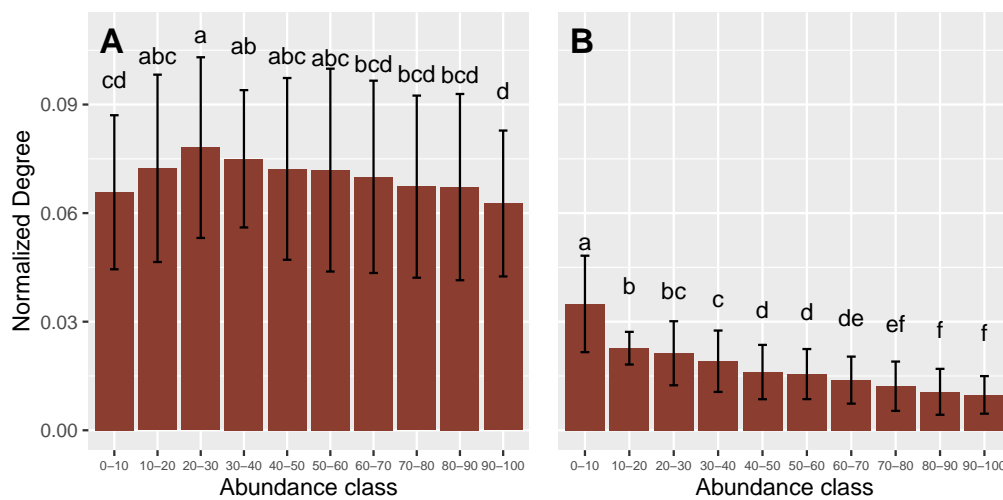 A
B
cd
abc
a
ab
abc
abc
bcd
bcd
bcd
d
a
b
bc
c
d
d
de
ef
f
f
Normalized Degree
0.09
0.06
0.03
0.00
0–10 10–20 20–30 30–40 40–50 50–60 60–70 70–80 80–90 90–100
0–10 10–20 20–30 30–40 40–50 50–60 60–70 70–80 80–90 90–100
Abundance class
Abundance class